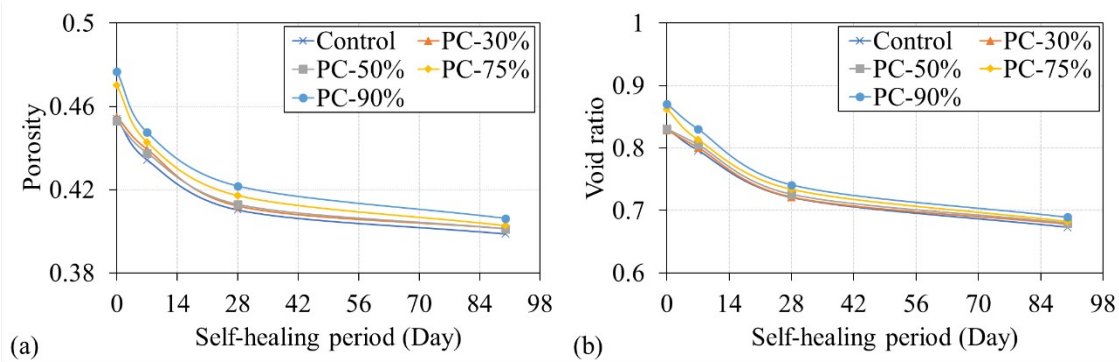 0.5
0.46
0.42
0.38
Porosity
Control
PC-30%
PC-50%
PC-75%
PC-90%
0 14 28 42 56 70 84 98
Self-healing period (Day)
(a)
1
0.9
0.8
0.7
0.6
Void ratio
Control
PC-30%
PC-50%
PC-75%
PC-90%
0 14 28 42 56 70 84 98
Self-healing period (Day)
(b)